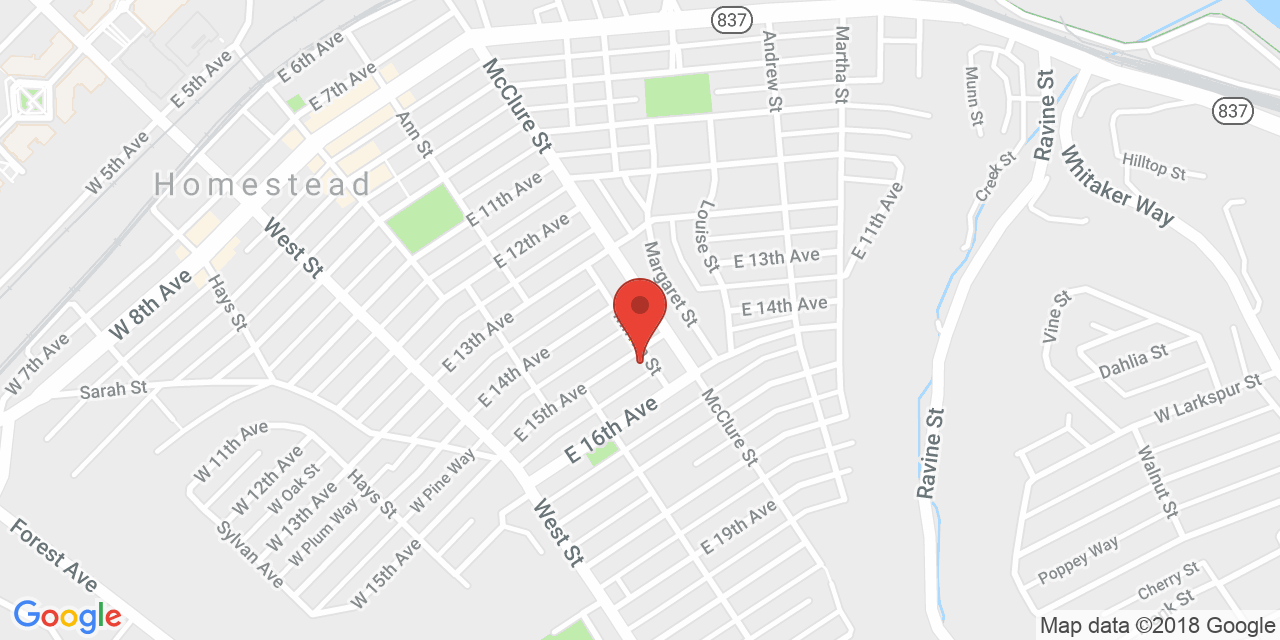 837
E 6th Ave
E 5th Ave
E 7th Ave
McClure St
Andrew St
Martha St
Munn St
Ravine St
837
W 5th Ave
Ann St
Homestead
E 11th Ave
Creek St
Hilltop St
Whitaker Way
E 12th Ave
Louise St
E 11th Ave
West St
Margaret St
E 13th Ave
W 8th Ave
Hays St
E 14th Ave
Vine St
W 7th Ave
E 13th Ave
E 14th Ave
St
Dahlia St
Sarah St
E 15th Ave
W Larkspur St
E 16th Ave
McClure St
W 11th Ave
Ravine St
W 12th Ave
W Pine Way
Walnut St
W Oak St
Hays St
W 13th Ave
W Plum Way
West St
E 19th Ave
Forest Ave
Sylvan Ave
W 15th Ave
Poppey Way
Cherry St
St
Google
Map data ©2018 Google